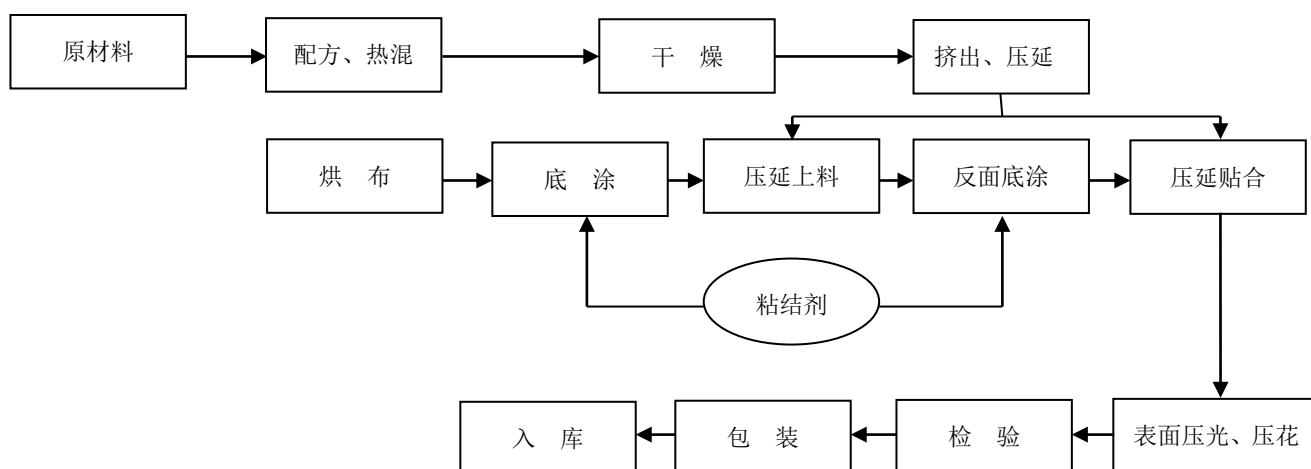 原材料
配方、热混
干　燥
挤出、压延
烘　布
底　涂
压延上料
反面底涂
压延贴合
粘结剂
入　库
包　装
检　验
表面压光、压花